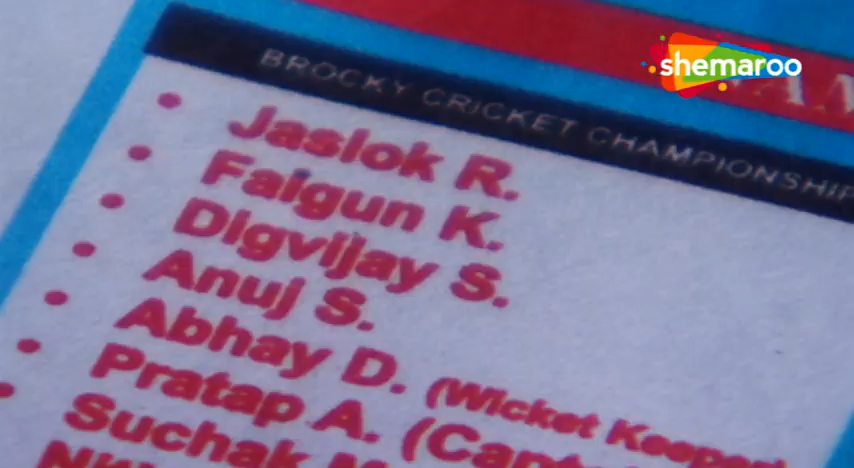 shemaroo
BROCKY CRICKET CHAMPIONSHIP
Jaslok R.
Falgun K.
Digvijay S.
Anuj S.
Abhay D. (Wicket Keeper)
Pratap A.
Suchak